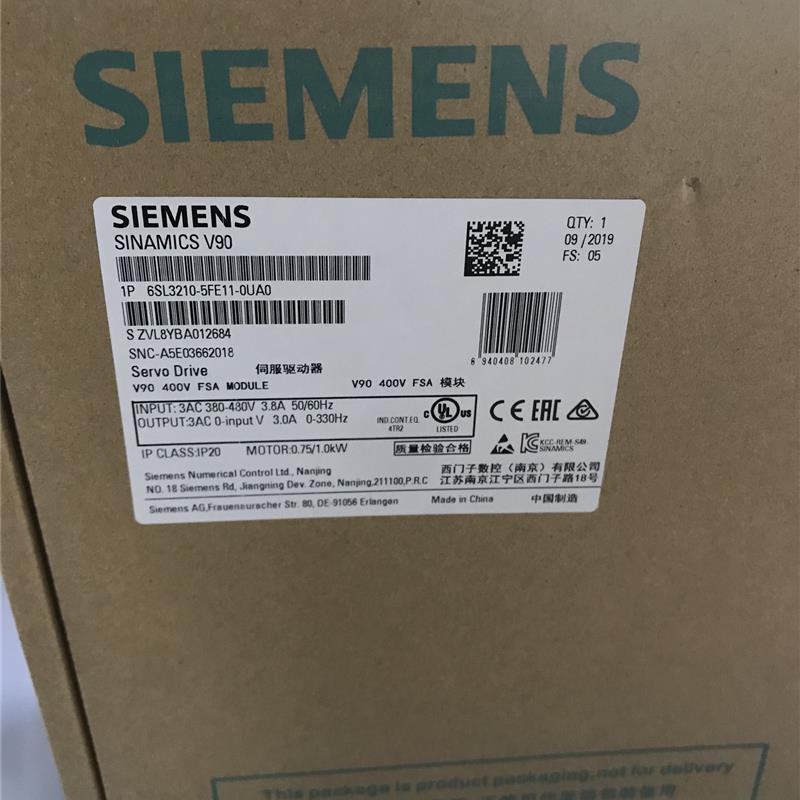 SIEMENS
SIEMENS
SINAMICS V90
QTY: 1
09 / 2019
FS: 05
1P 6SL3210-5FE11-0UA0
S ZVL8YBA012684
SNC-A5E03662018
6 940408 102477
Servo Drive 伺服驱动器
V90 400V FSA MODULE V90 400V FSA 模块
INPUT: 3AC 380-480V 3.8A 50/60Hz
OUTPUT:3AC 0-input V 3.0A 0-330Hz
IND.CONT.EQ.
4TR2
C UL US
LISTED
CE EAC
IP CLASS:IP20 MOTOR:0.75/1.0kW
质量检验合格
KCC-REM-S49-
SINAMICS
Siemens Numerical Control Ltd., Nanjing
NO. 18 Siemens Rd, Jiangning Dev. Zone, Nanjing,211100,P.R.C
西门子数控（南京）有限公司
江苏南京江宁区西门子路18号
Siemens AG,Frauenauracher Str. 80, DE-91056 Erlangen
Made in China 中国制造
This package is product packaging,not for delivery